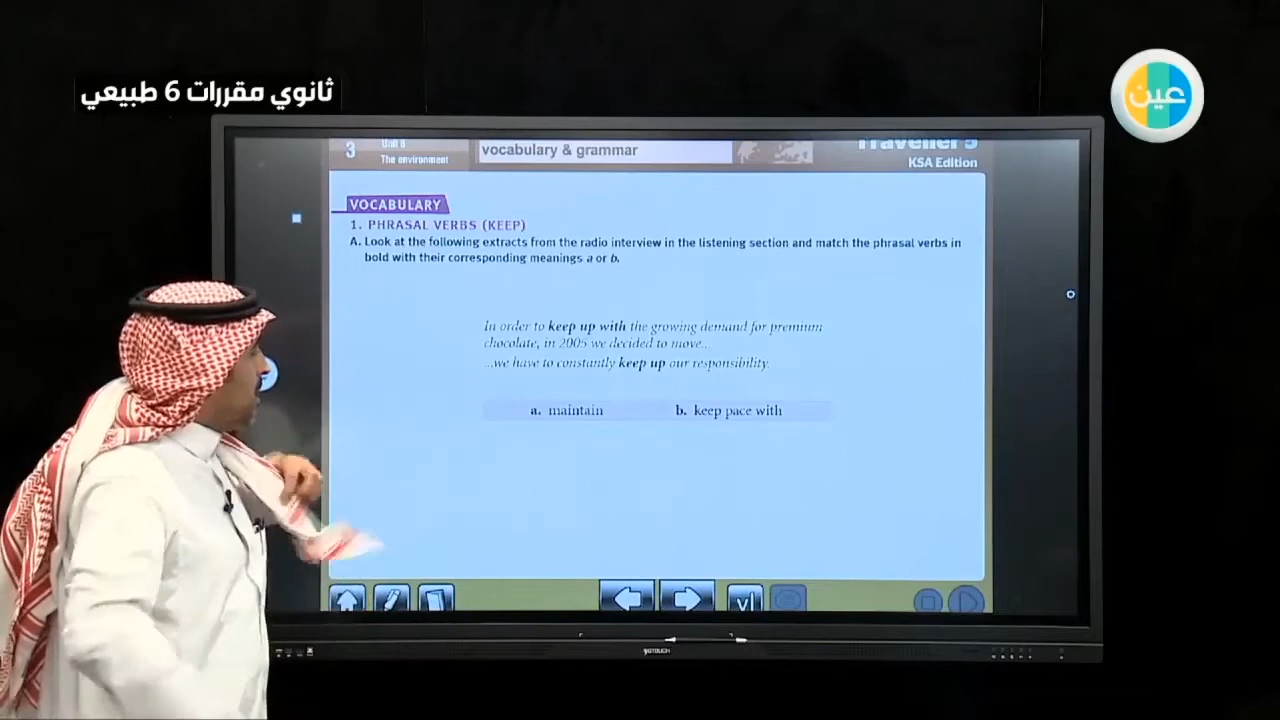 ثانوي مقررات 6 طبيعي
عين
3
Unit 8
The environment
vocabulary & grammar
Traveller 5
KSA Edition
VOCABULARY
1. PHRASAL VERBS (KEEP)
A. Look at the following extracts from the radio interview in the listening section and match the phrasal verbs in
bold with their corresponding meanings a or b.
In order to keep up with the growing demand for premium
chocolate, in 2005 we decided to move...
...we have to constantly keep up our responsibility.
a. maintain
b. keep pace with